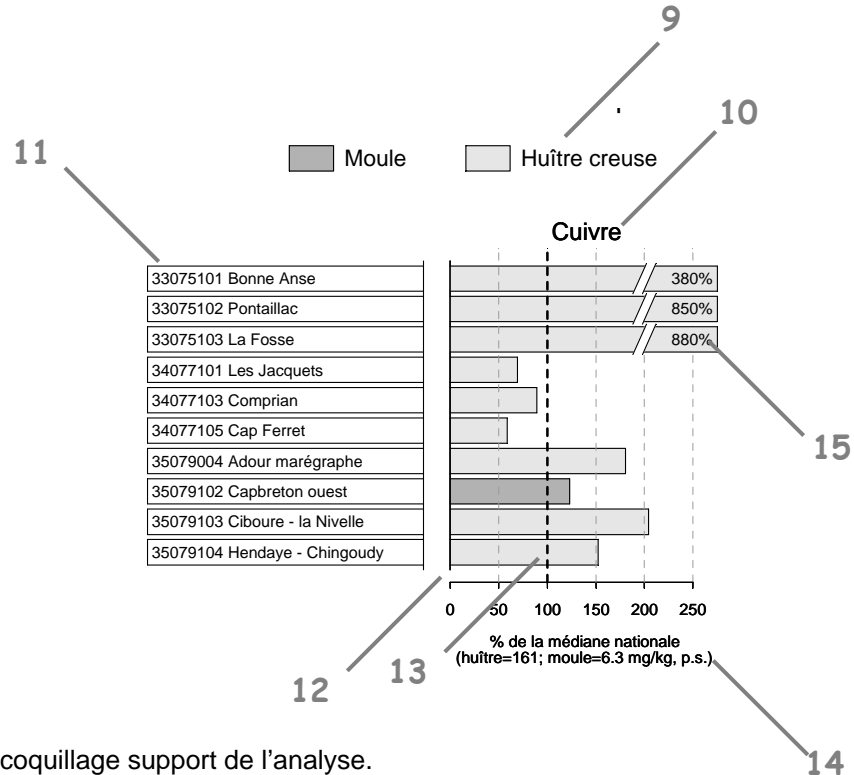 9
10
11
Moule Huître creuse
Cuivre
33075101 Bonne Anse 380%
33075102 Pontaillac 850%
33075103 La Fosse 880%
34077101 Les Jacquets
34077103 Comprian
34077105 Cap Ferret
15
35079004 Adour marégraphe
35079102 Capbreton ouest
35079103 Ciboure - la Nivelle
35079104 Hendaye - Chingoudy
0 50 100 150 200 250
% de la médiane nationale
(huître=161; moule=6.3 mg/kg, p.s.)
13
12
coquillage support de l'analyse.
14